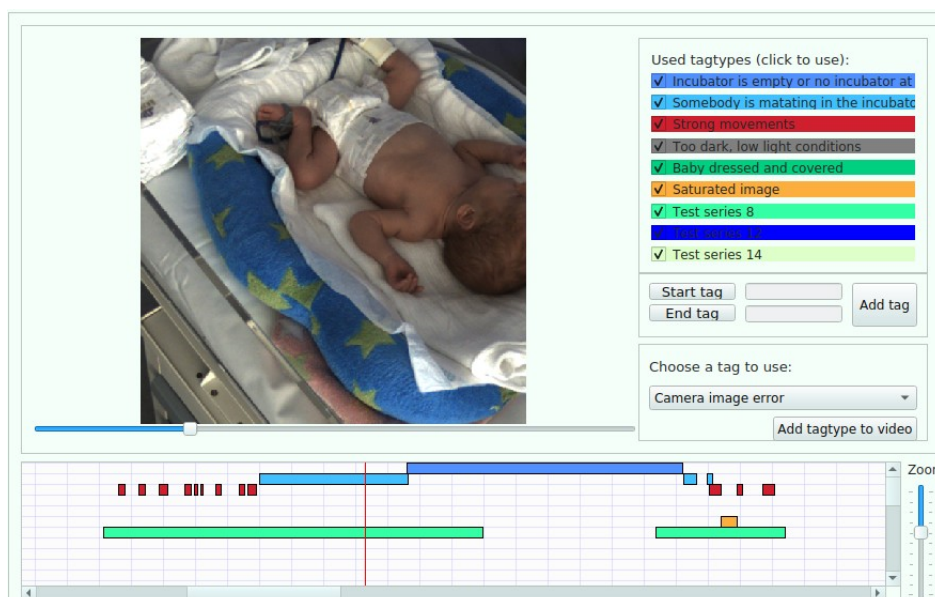 Used tagtypes (click to use):
Incubator is empty or no incubator at
Somebody is matating in the incubato
Strong movements
Too dark, low light conditions
Baby dressed and covered
Saturated image
Test series 8
Test series 12
Test series 14
Start tag
End tag
Add tag
Choose a tag to use:
Camera image error
Add tagtype to video
Zoor